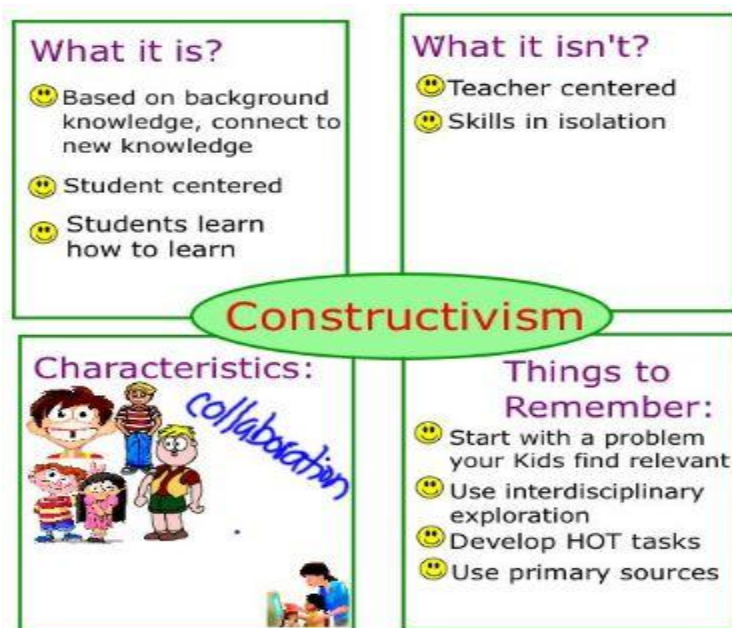 What it is?
Based on background
knowledge, connect to
new knowledge
Student centered
Students learn
how to learn
What it isn't?
Teacher centered
Skills in isolation
Constructivism
Characteristics:
collaboration
Things to
Remember:
Start with a problem
your Kids find relevant
Use interdisciplinary
exploration
Develop HOT tasks
Use primary sources